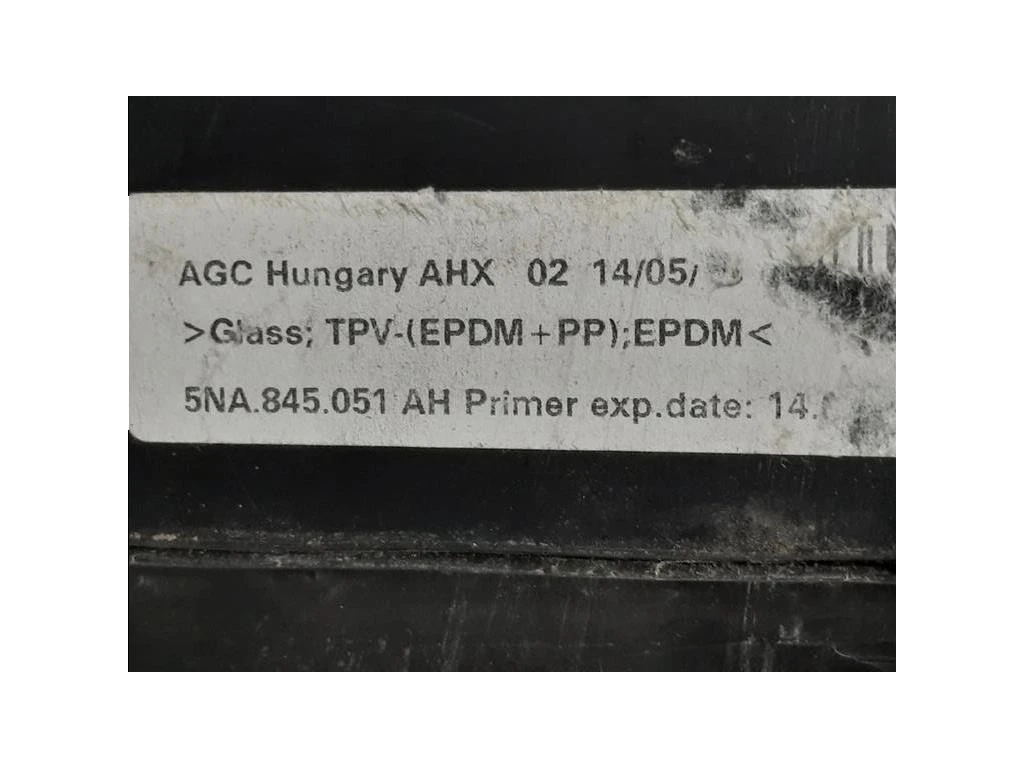 AGC Hungary AHX 02 14/05/
>Glass; TPV-(EPDM+PP);EPDM<
5NA.845.051 AH Primer exp.date: 14.